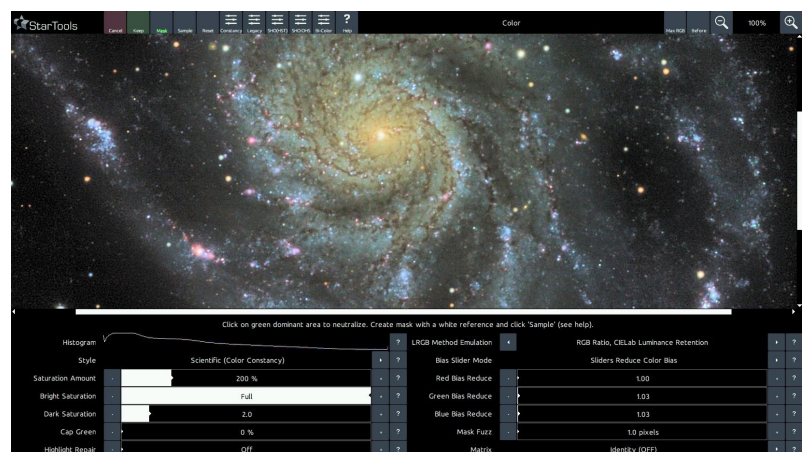 StarTools
Cancel Keep Mask Sample Reset Constancy Legacy SHO(HST) SHO:OHS Bi-Color Help Color Max RGB Before 100%
Click on green dominant area to neutralize. Create mask with a white reference and click 'Sample' (see help).
Histogram ? LRGB Method Emulation RGB Ratio, CIELab Luminance Retention ?
Style Scientific (Color Constancy) ? Bias Slider Mode Sliders Reduce Color Bias ?
Saturation Amount - 200 % ? Red Bias Reduce - 1.00 ?
Bright Saturation - Full ? Green Bias Reduce - 1.03 ?
Dark Saturation - 2.0 ? Blue Bias Reduce - 1.03 ?
Cap Green - 0 % ? Mask Fuzz - 1.0 pixels ?
Highlight Repair Off ? Matrix Identity (OFF) ?